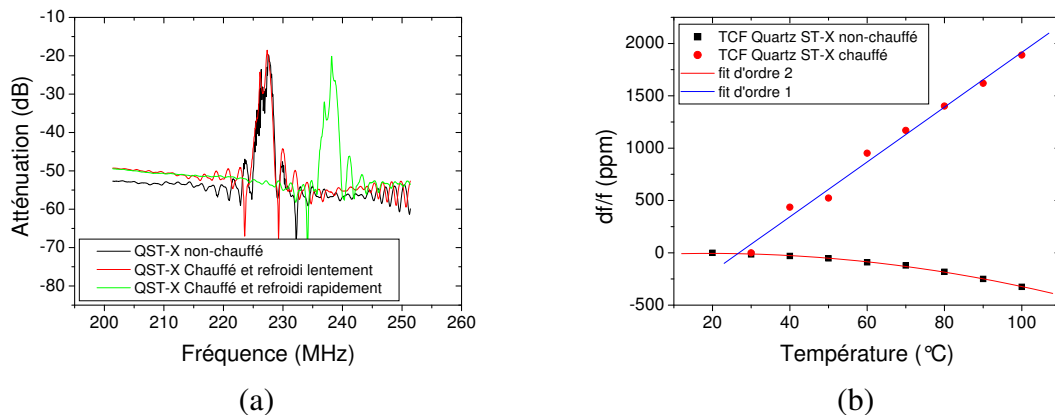 -10
-20
-30
-40
-50
-60
-70
-80
Atténuation (dB)
QST-X non-chauffé
QST-X Chauffé et refroidi lentement
QST-X Chauffé et refroidi rapidement
200 210 220 230 240 250 260
Fréquence (MHz)
(a)
2000
1500
1000
500
0
-500
df/f (ppm)
TCF Quartz ST-X non-chauffé
TCF Quartz ST-X chauffé
fit d'ordre 2
fit d'ordre 1
20 40 60 80 100
Température (°C)
(b)